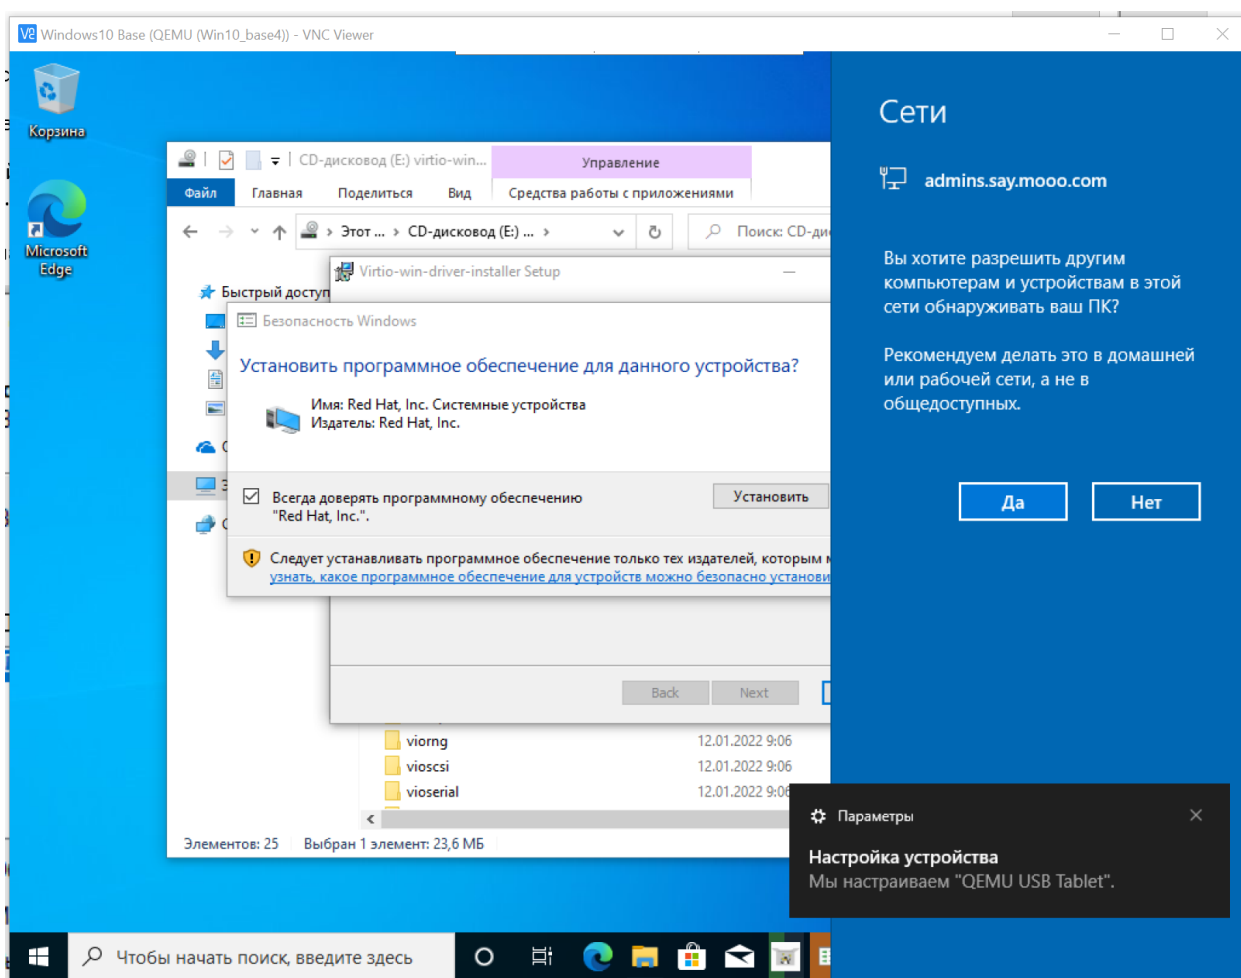 Windows10 Base (QEMU (Win10_base4)) - VNC Viewer
Корзина
Microsoft
Edge
CD-дисковод (E:) virtio-win...
Управление
Файл
Главная
Поделиться
Вид
Средства работы с приложениями
Этот ... › CD-дисковод (E:) ... ›
Поиск: CD-ди
Быстрый доступ
Virtio-win-driver-installer Setup
Безопасность Windows
Установить программное обеспечение для данного устройства?
Имя: Red Hat, Inc. Системные устройства
Издатель: Red Hat, Inc.
Всегда доверять программному обеспечению
"Red Hat, Inc.".
Установить
Следует устанавливать программное обеспечение только тех издателей, которым
узнать, какое программное обеспечение для устройств можно безопасно установи
Back
Next
viorng
12.01.2022 9:06
vioscsi
12.01.2022 9:06
vioserial
12.01.2022 9:06
Элементов: 25
Выбран 1 элемент: 23,6 МБ
Сети
admins.say.mooo.com
Вы хотите разрешить другим
компьютерам и устройствам в этой
сети обнаруживать ваш ПК?
Рекомендуем делать это в домашней
или рабочей сети, а не в
общедоступных.
Да
Нет
Параметры
Настройка устройства
Мы настраиваем "QEMU USB Tablet".
Чтобы начать поиск, введите здесь